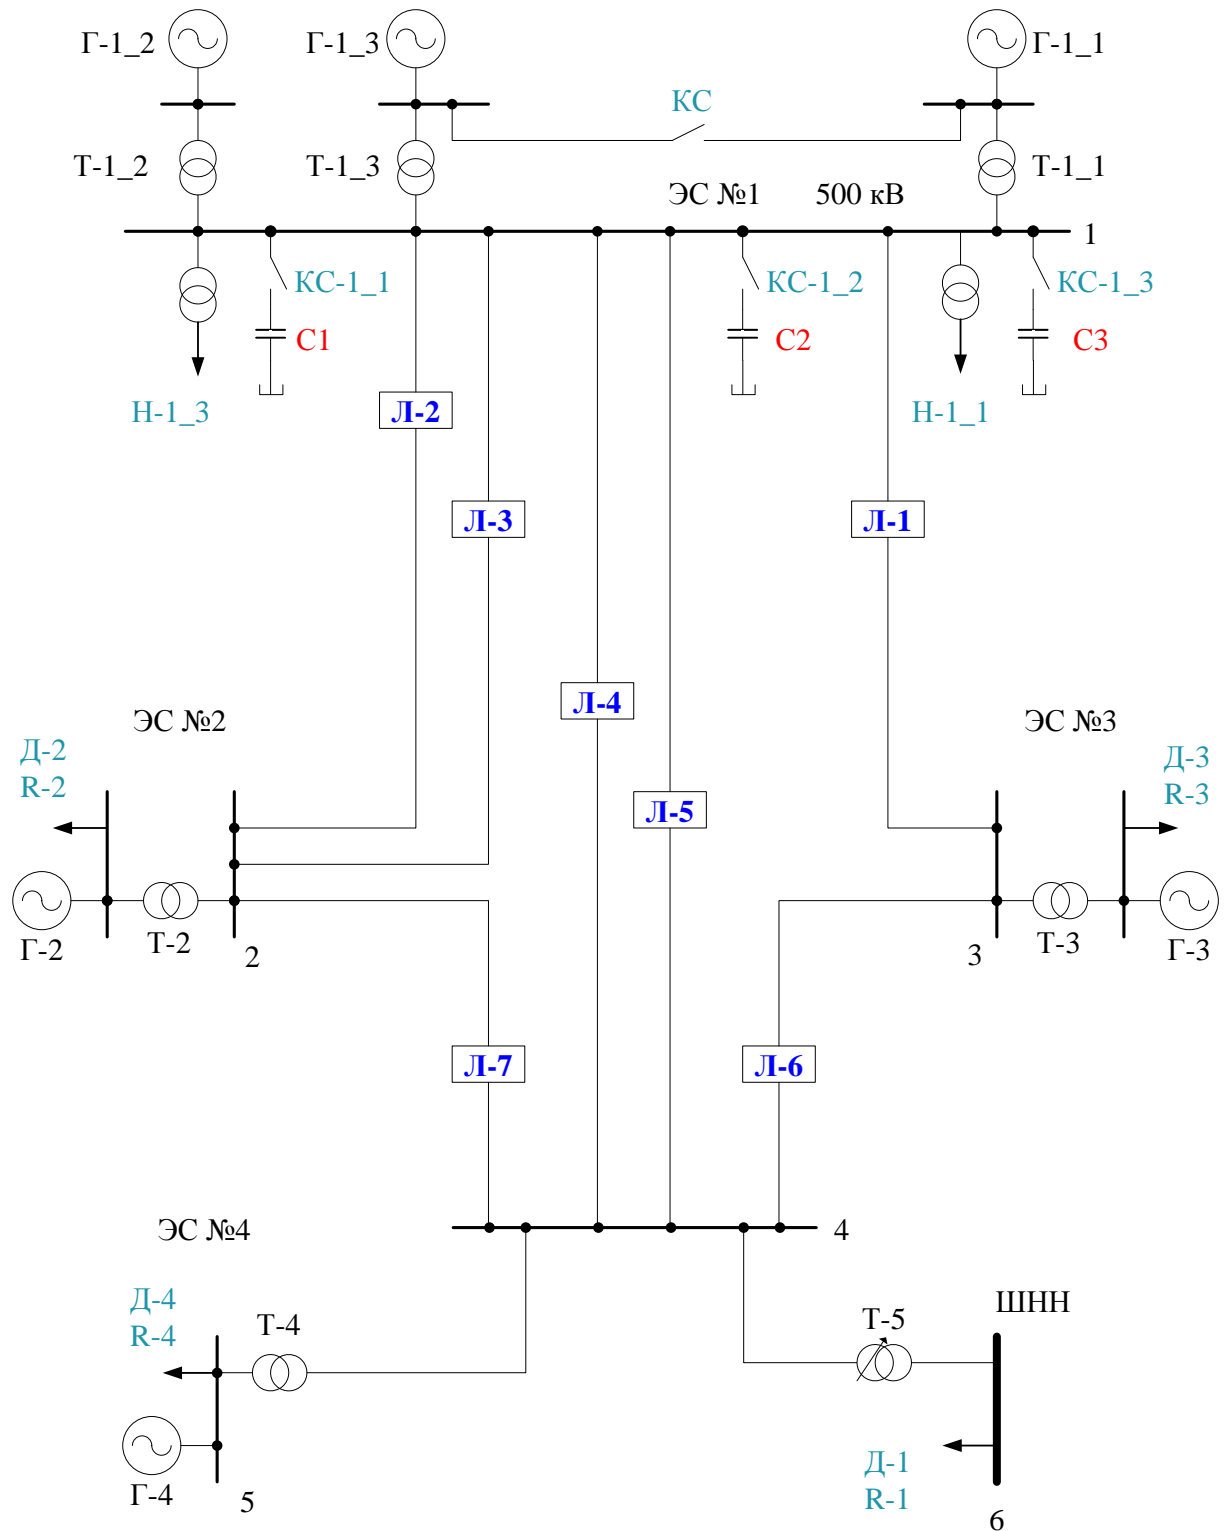 Г-1_2
Г-1_3
Г-1_1
КС
Т-1_2
Т-1_3
Т-1_1
ЭС №1
500 кВ
1
КС-1_1
КС-1_2
КС-1_3
С1
С2
С3
Н-1_3
Н-1_1
Л-2
Л-3
Л-1
Л-4
ЭС №2
ЭС №3
Д-2
R-2
Д-3
R-3
Л-5
Г-2
Т-2
2
3
Т-3
Г-3
Л-7
Л-6
ЭС №4
4
Д-4
R-4
Т-4
Т-5
ШНН
Г-4
5
Д-1
R-1
6